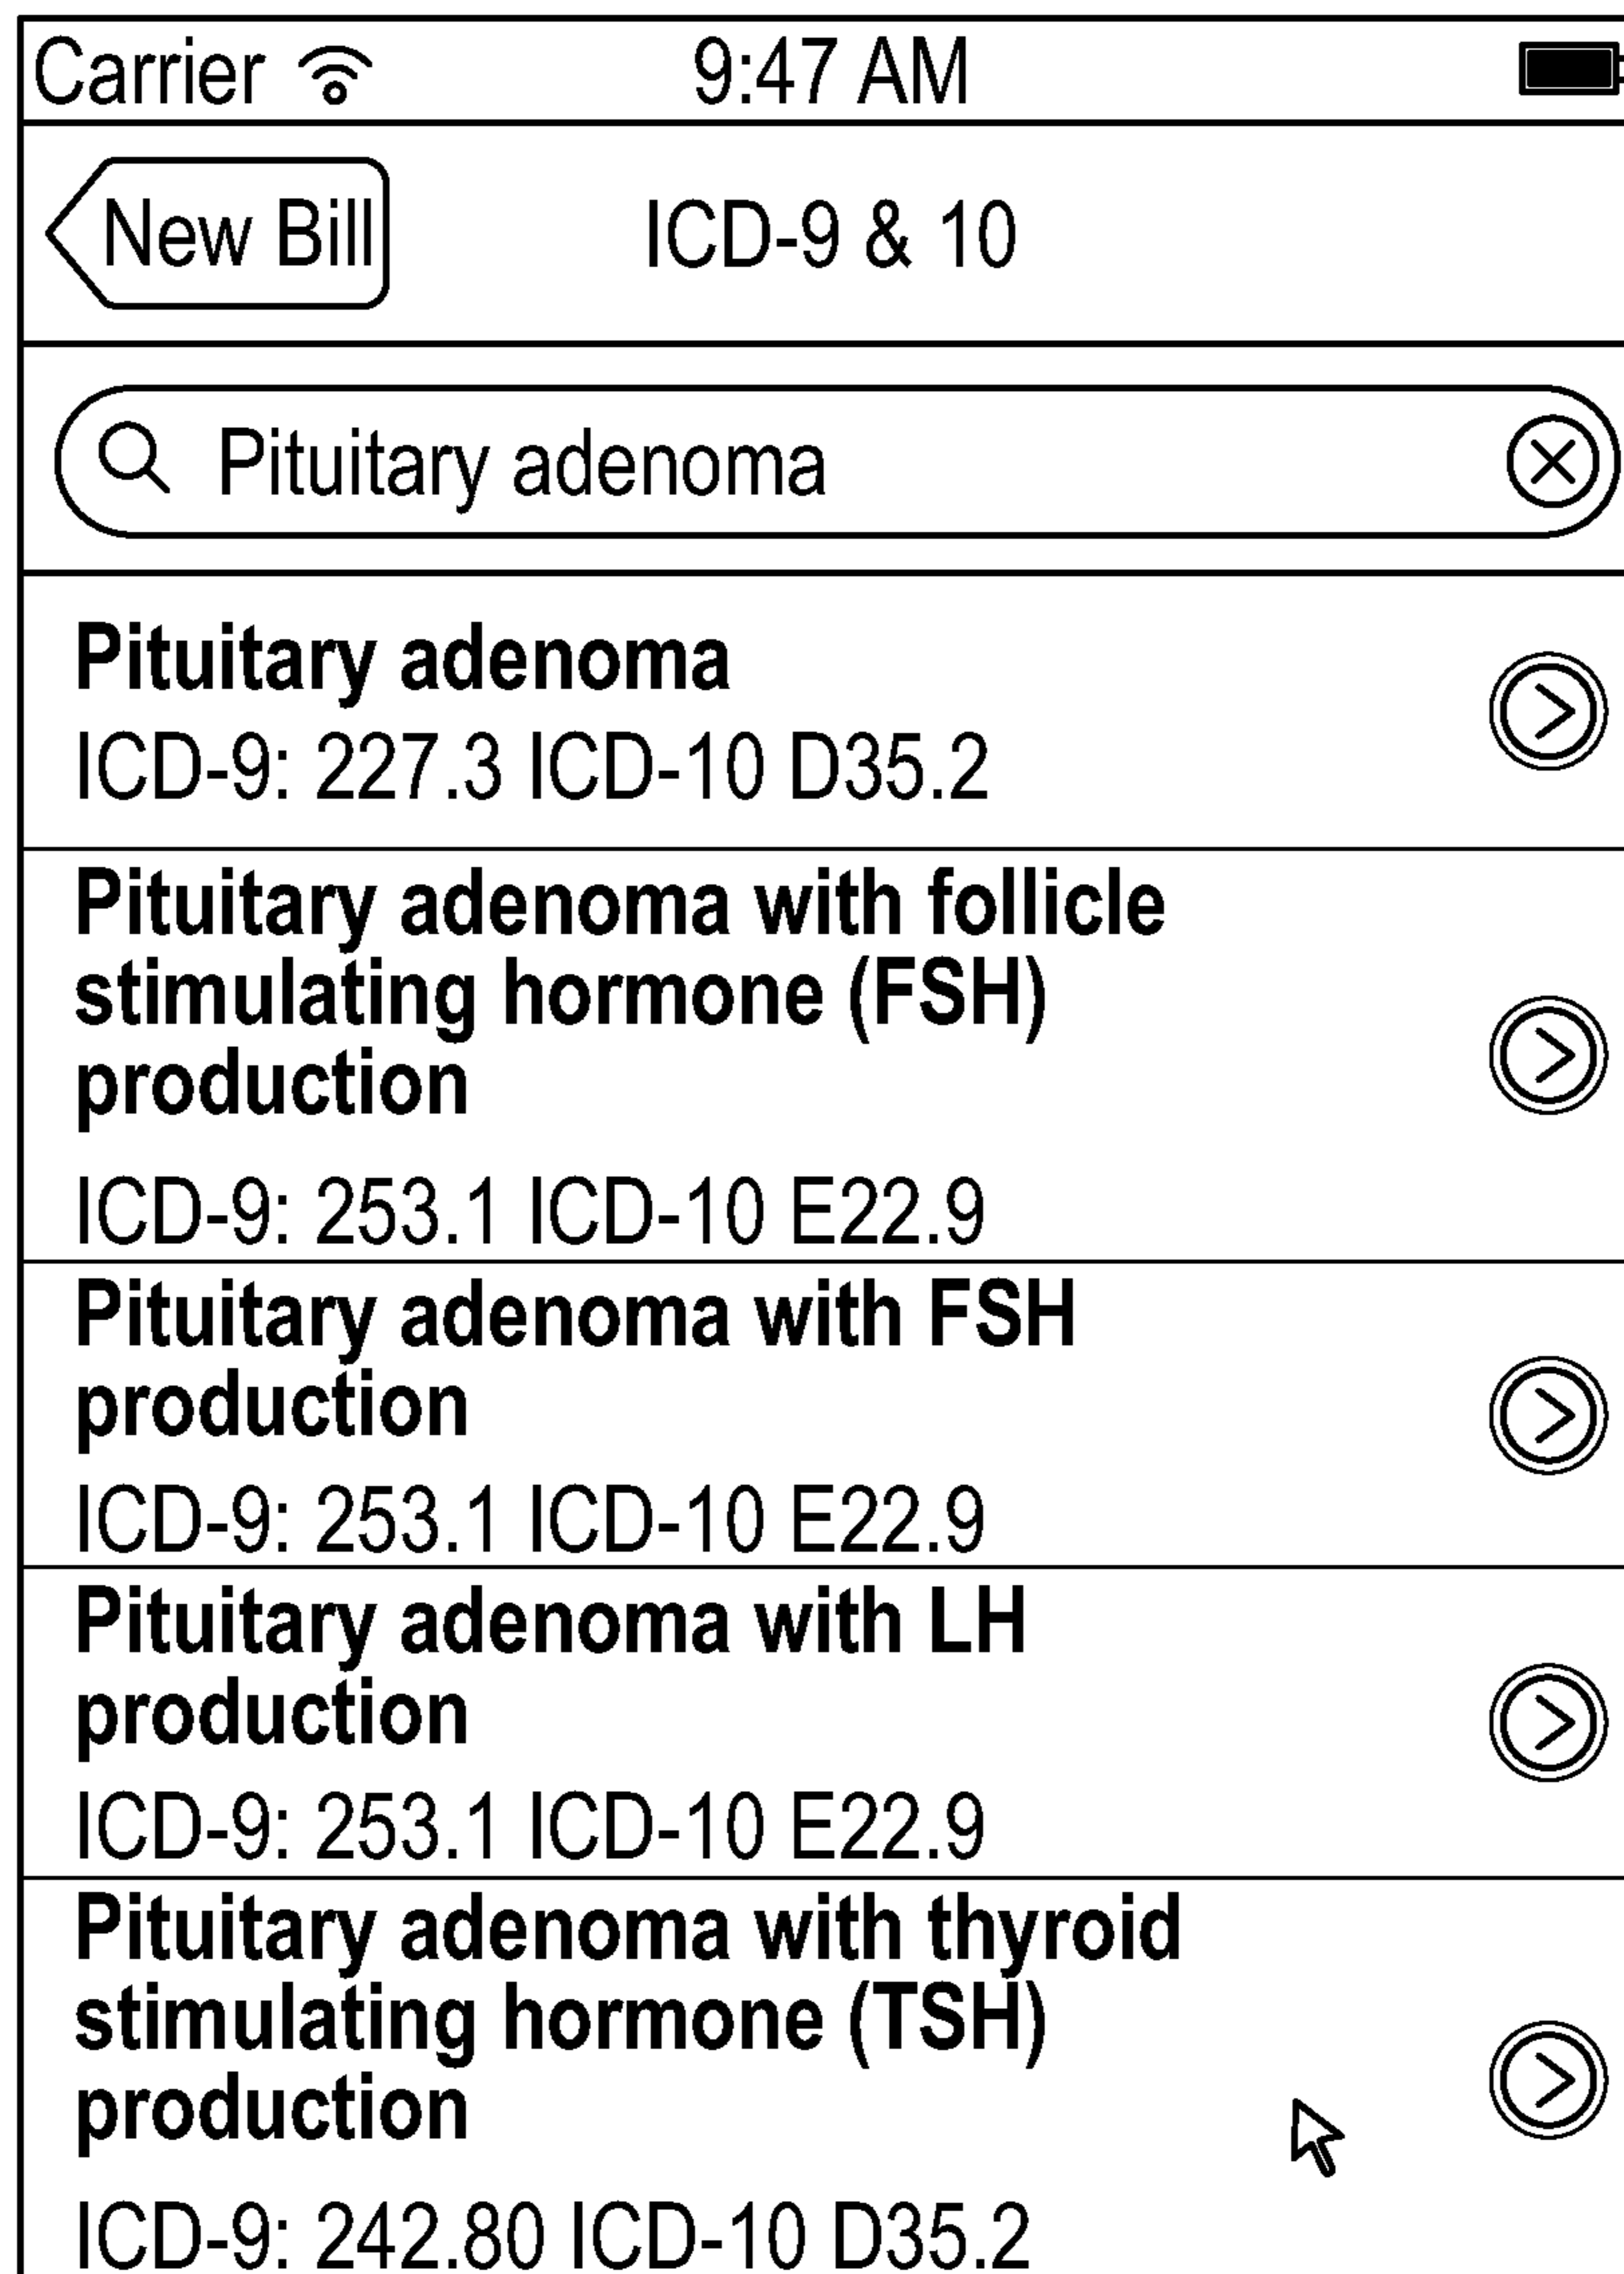 Carrier 9:47 AM
New Bill ICD-9 & 10
Pituitary adenoma
Pituitary adenoma
ICD-9: 227.3 ICD-10 D35.2
Pituitary adenoma with follicle
stimulating hormone (FSH)
production
ICD-9: 253.1 ICD-10 E22.9
Pituitary adenoma with FSH
production
ICD-9: 253.1 ICD-10 E22.9
Pituitary adenoma with LH
production
ICD-9: 253.1 ICD-10 E22.9
Pituitary adenoma with thyroid
stimulating hormone (TSH)
production
ICD-9: 242.80 ICD-10 D35.2